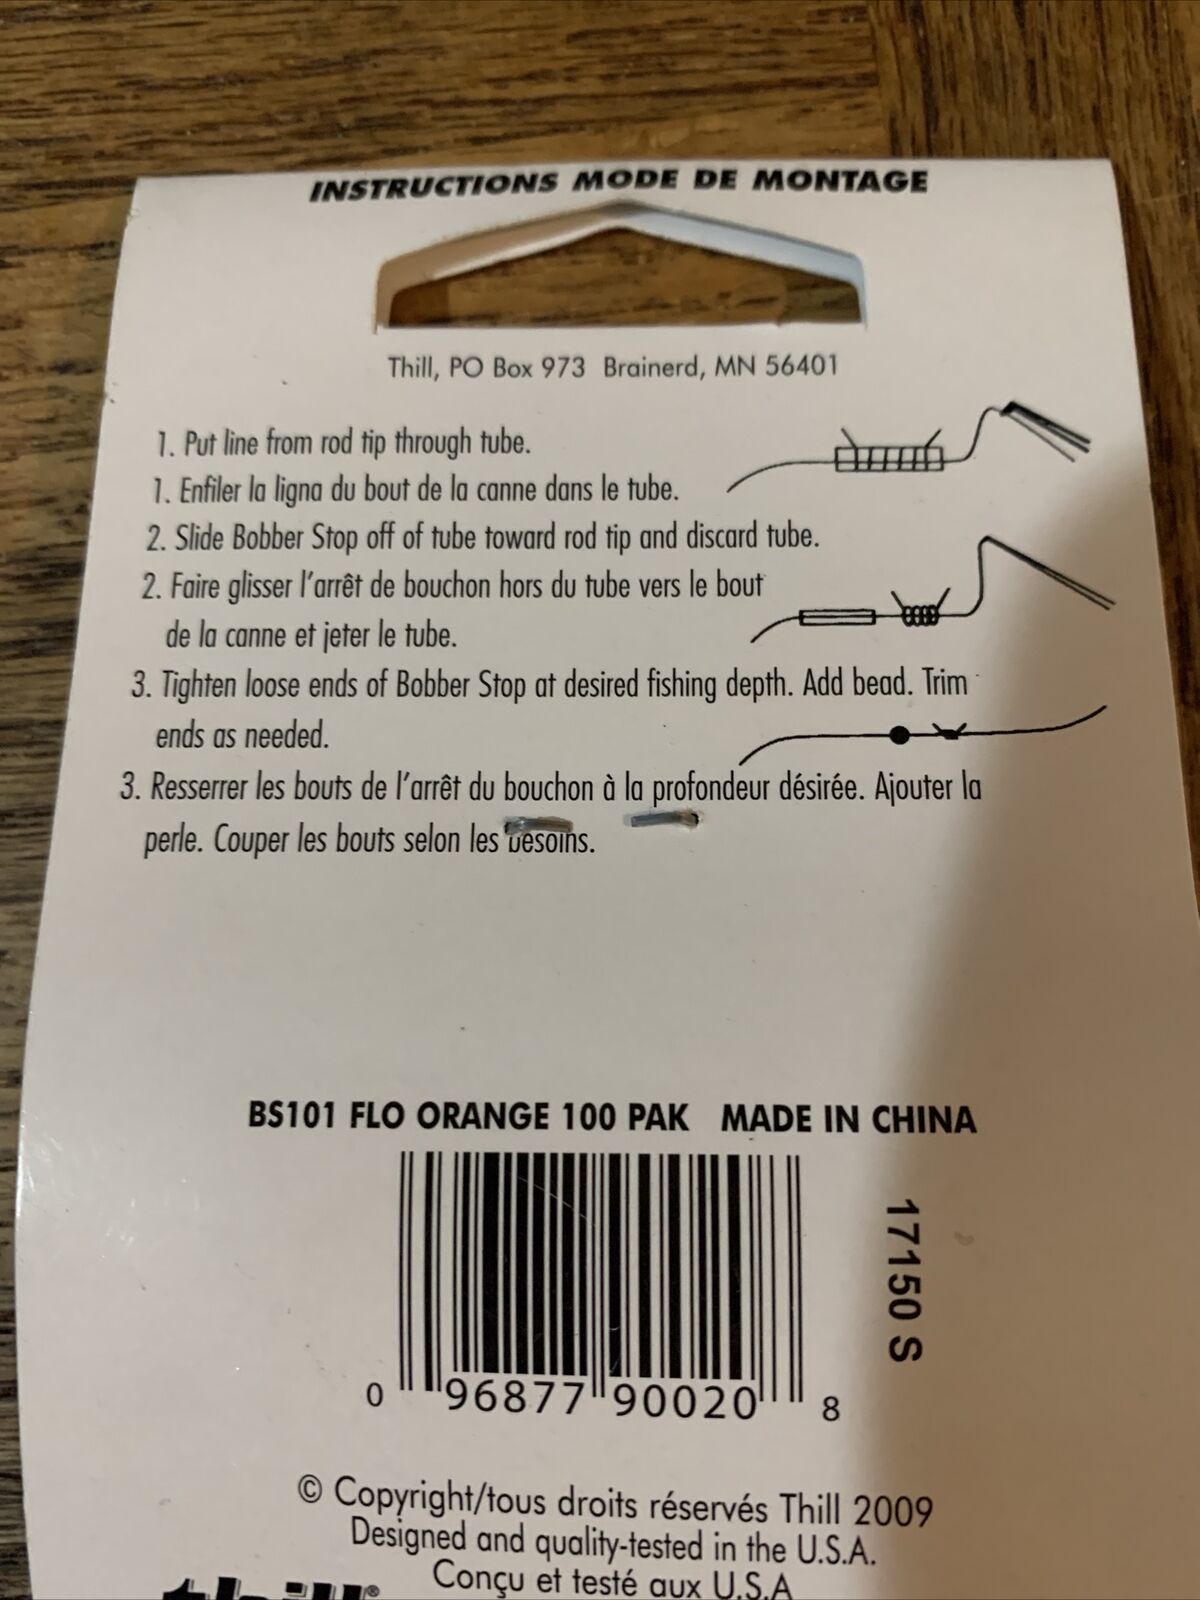 INSTRUCTIONS MODE DE MONTAGE
Thill, PO Box 973 Brainerd, MN 56401
1. Put line from rod tip through tube.
1. Enfiler la ligna du bout de la canne dans le tube.
2. Slide Bobber Stop off of tube toward rod tip and discard tube.
2. Faire glisser l'arrêt de bouchon hors du tube vers le bout
de la canne et jeter le tube.
3. Tighten loose ends of Bobber Stop at desired fishing depth. Add bead. Trim
ends as needed.
3. Resserrer les bouts de l'arrêt du bouchon à la profondeur désirée. Ajouter la
perle. Couper les bouts selon les besoins.
BS101 FLO ORANGE 100 PAK MADE IN CHINA
17150 S
0 96877 90020 8
© Copyright/tous droits réservés Thill 2009
Designed and quality-tested in the U.S.A.
Conçu et testé aux U.S.A
thill®